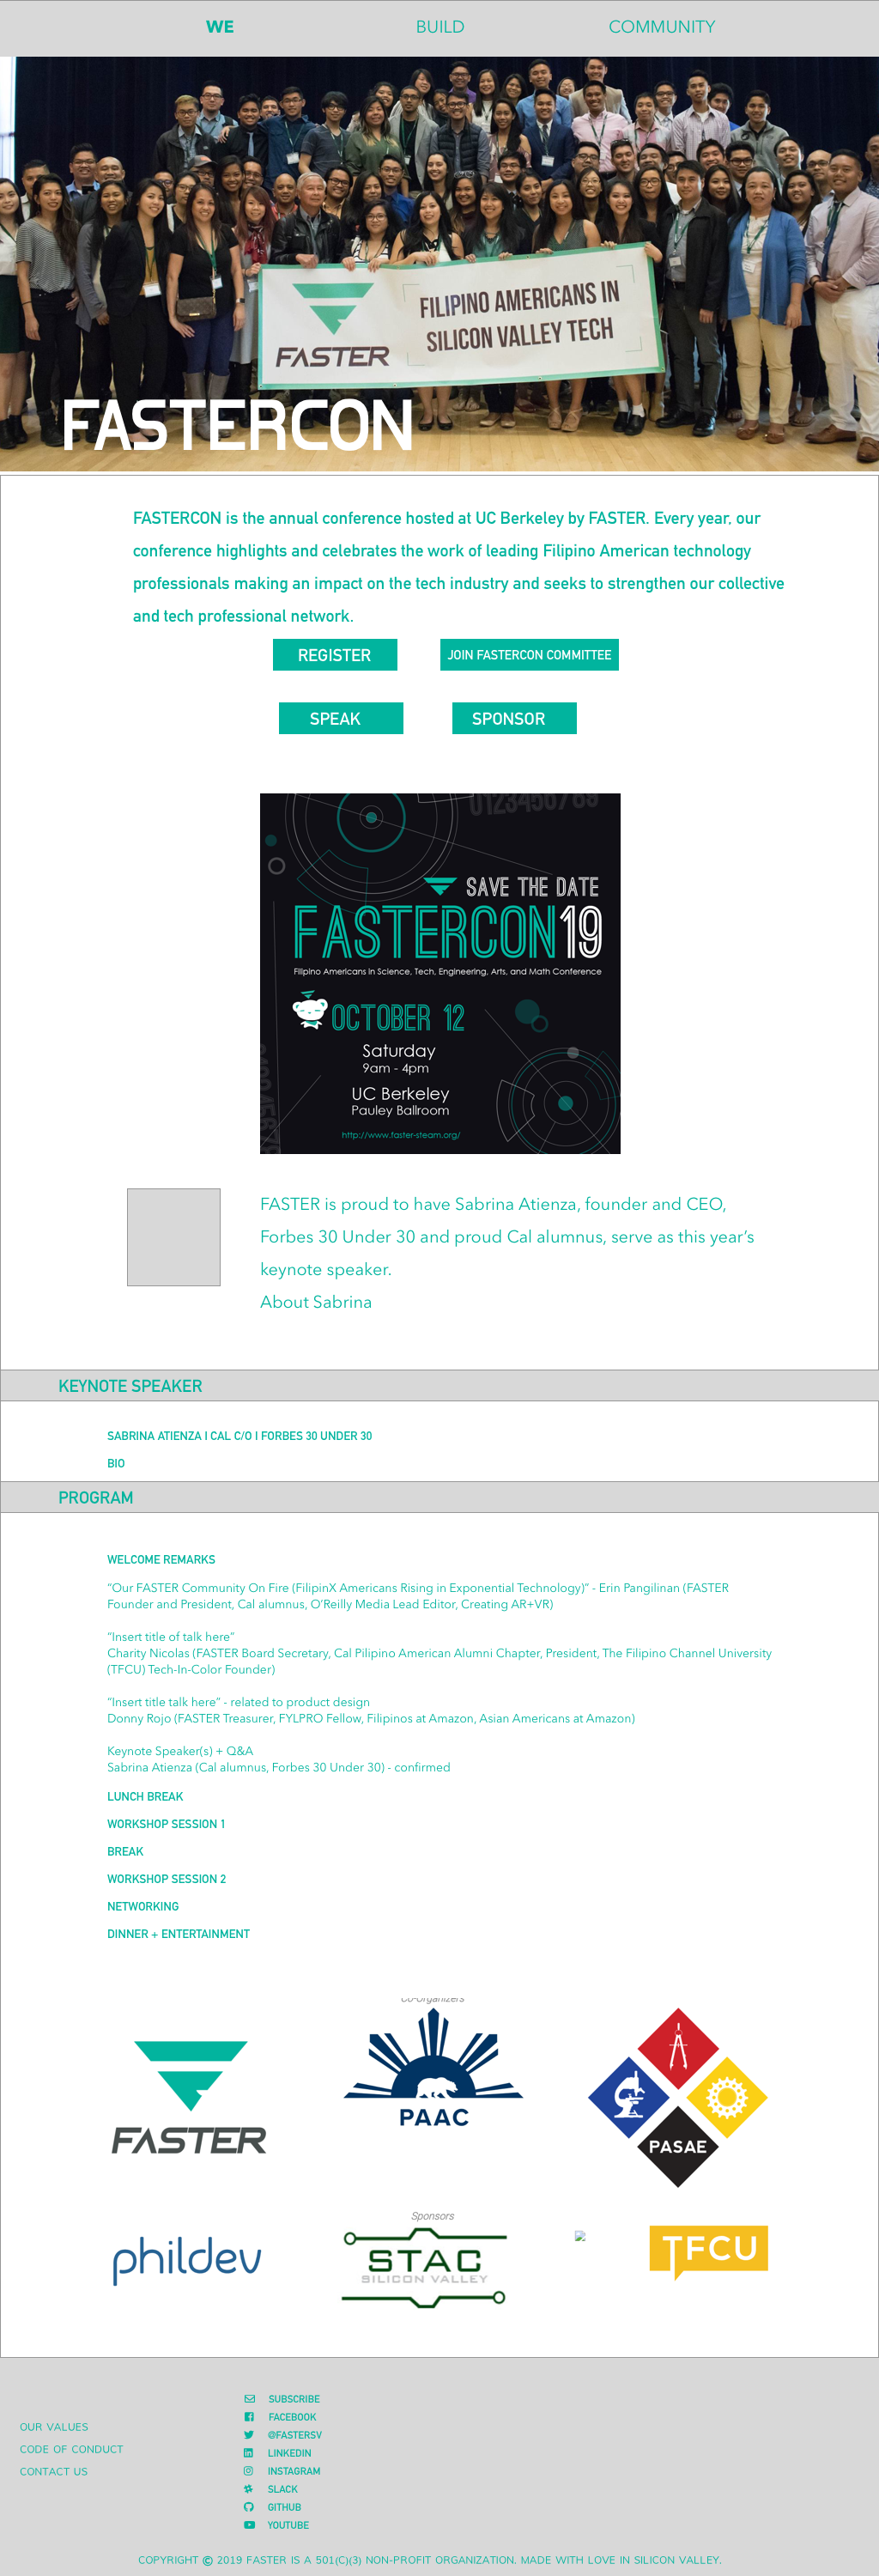 WE BUILD COMMUNITY
FILIPINO AMERICANS IN
SILICON VALLEY TECH
FASTER
FASTERCON
FASTERCON is the annual conference hosted at UC Berkeley by FASTER. Every year, our
conference highlights and celebrates the work of leading Filipino American technology
professionals making an impact on the tech industry and seeks to strengthen our collective
and tech professional network.
REGISTER JOIN FASTERCON COMMITTEE
SPEAK SPONSOR
0123456789
SAVE THE DATE
FASTERCON19
Filipino Americans in Science, Tech, Engineering, Arts, and Math Conference
OCTOBER 12
Saturday
9am - 4pm
UC Berkeley
Pauley Ballroom
http://www.faster-steam.org/
FASTER is proud to have Sabrina Atienza, founder and CEO,
Forbes 30 Under 30 and proud Cal alumnus, serve as this year’s
keynote speaker.
About Sabrina
KEYNOTE SPEAKER
SABRINA ATIENZA I CAL C/O I FORBES 30 UNDER 30
BIO
PROGRAM
WELCOME REMARKS
“Our FASTER Community On Fire (FilipinX Americans Rising in Exponential Technology)” - Erin Pangilinan (FASTER
Founder and President, Cal alumnus, O’Reilly Media Lead Editor, Creating AR+VR)
“Insert title of talk here”
Charity Nicolas (FASTER Board Secretary, Cal Pilipino American Alumni Chapter, President, The Filipino Channel University
(TFCU) Tech-In-Color Founder)
“Insert title talk here” - related to product design
Donny Rojo (FASTER Treasurer, FYLPRO Fellow, Filipinos at Amazon, Asian Americans at Amazon)
Keynote Speaker(s) + Q&A
Sabrina Atienza (Cal alumnus, Forbes 30 Under 30) - confirmed
LUNCH BREAK
WORKSHOP SESSION 1
BREAK
WORKSHOP SESSION 2
NETWORKING
DINNER + ENTERTAINMENT
Co-Organizers
FASTER
PAAC
PASAE
Sponsors
phildev
STAC
SILICON VALLEY
TFCU
OUR VALUES
CODE OF CONDUCT
CONTACT US
SUBSCRIBE
FACEBOOK
@FASTERSV
LINKEDIN
INSTAGRAM
SLACK
GITHUB
YOUTUBE
COPYRIGHT © 2019 FASTER IS A 501(C)(3) NON-PROFIT ORGANIZATION. MADE WITH LOVE IN SILICON VALLEY.